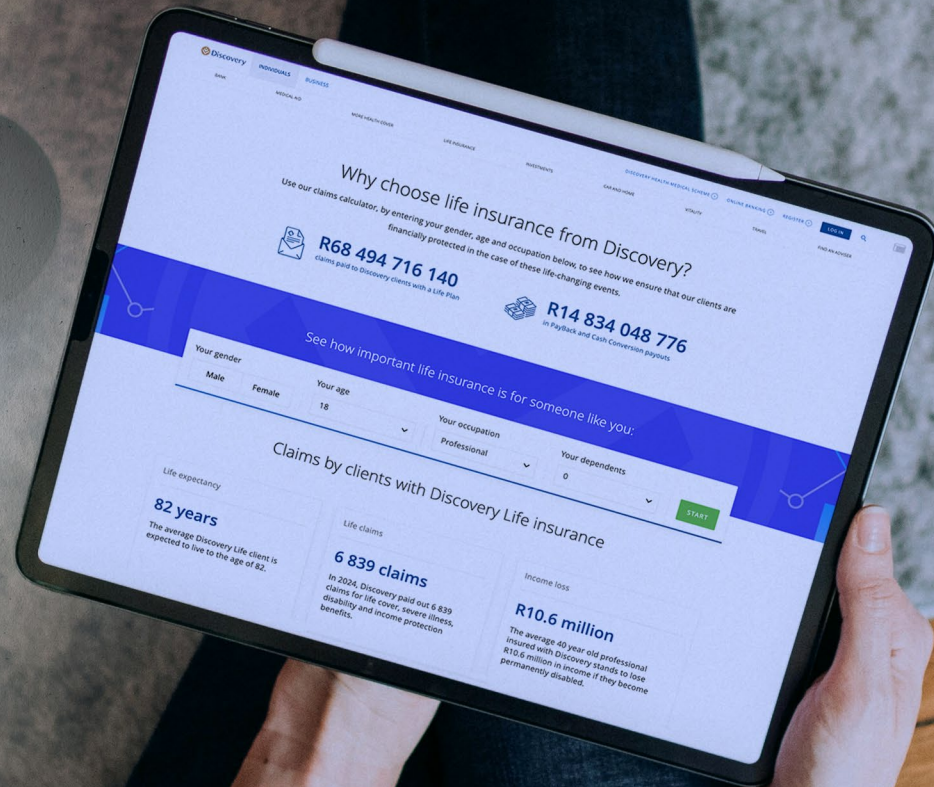 Discovery
INDIVIDUALS
BUSINESS
DISCOVERY HEALTH MEDICAL SCHEME
ONLINE BANKING
REGISTER
LOG IN
BANK
MEDICAL AID
MORE HEALTH COVER
LIFE INSURANCE
INVESTMENTS
CAR AND HOME
VITALITY
TRAVEL
FIND AN ADVISER
Why choose life insurance from Discovery?
Use our claims calculator, by entering your gender, age and occupation below, to see how we ensure that our clients are
financially protected in the case of these life-changing events.
R68 494 716 140
claims paid to Discovery clients with a Life Plan
R14 834 048 776
in PayBack and Cash Conversion payouts
See how important life insurance is for someone like you:
Your gender
Male
Female
Your age
18
Your occupation
Professional
Your dependents
0
START
Claims by clients with Discovery Life insurance
Life expectancy
82 years
The average Discovery Life client is
expected to live to the age of 82.
Life claims
6 839 claims
In 2024, Discovery paid out 6 839
claims for life cover, severe illness,
disability and income protection
benefits.
Income loss
R10.6 million
The average 40 year old professional
insured with Discovery stands to lose
R10.6 million in income if they become
permanently disabled.